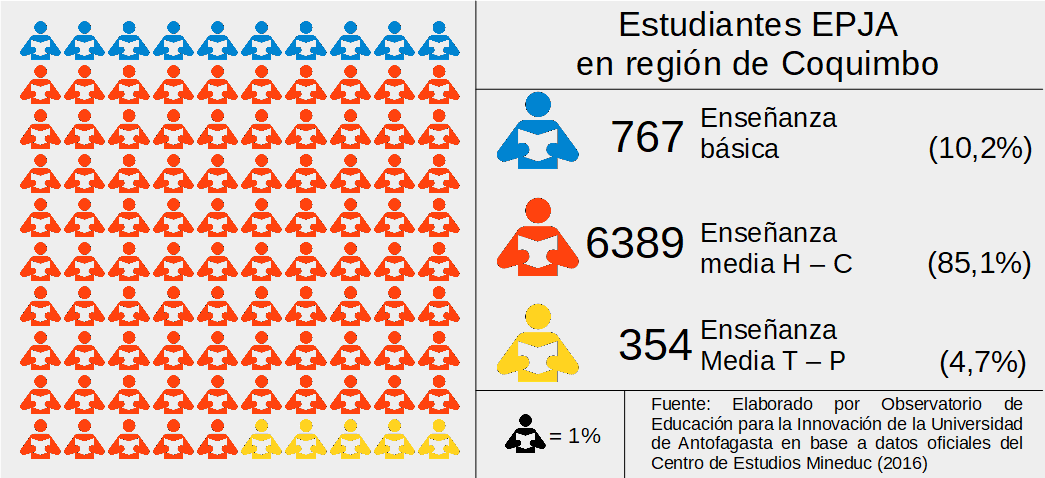 Estudiantes EPJA
en región de Coquimbo
767
Enseñanza
básica
(10,2%)
6389
Enseñanza
media H – C
(85,1%)
354
Enseñanza
Media T – P
(4,7%)
= 1%
Fuente: Elaborado por Observatorio de
Educación para la Innovación de la Universidad
de Antofagasta en base a datos oficiales del
Centro de Estudios Mineduc (2016)